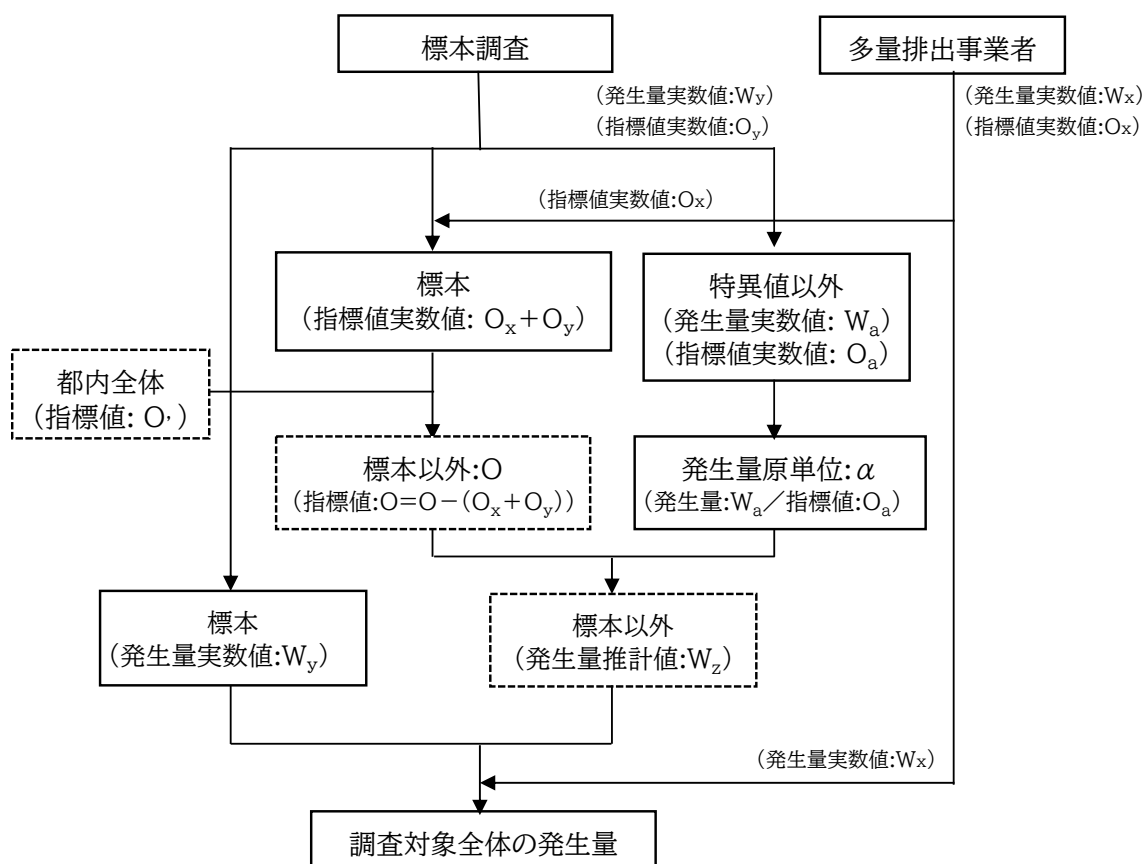 標本調査
多量排出事業者
(発生量実数値:Wy)
(指標値実数値:Oy)
(発生量実数値:Wx)
(指標値実数値:Ox)
(指標値実数値:Ox)
標本
(指標値実数値: Ox+Oy)
特異値以外
(発生量実数値: Wa)
(指標値実数値: Oa)
都内全体
(指標値: O,)
標本以外:O
(指標値:O=O-(Ox+Oy))
発生量原単位:α
(発生量:Wa/指標値:Oa)
標本
(発生量実数値:Wy)
標本以外
(発生量推計値:Wz)
(発生量実数値:Wx)
調査対象全体の発生量